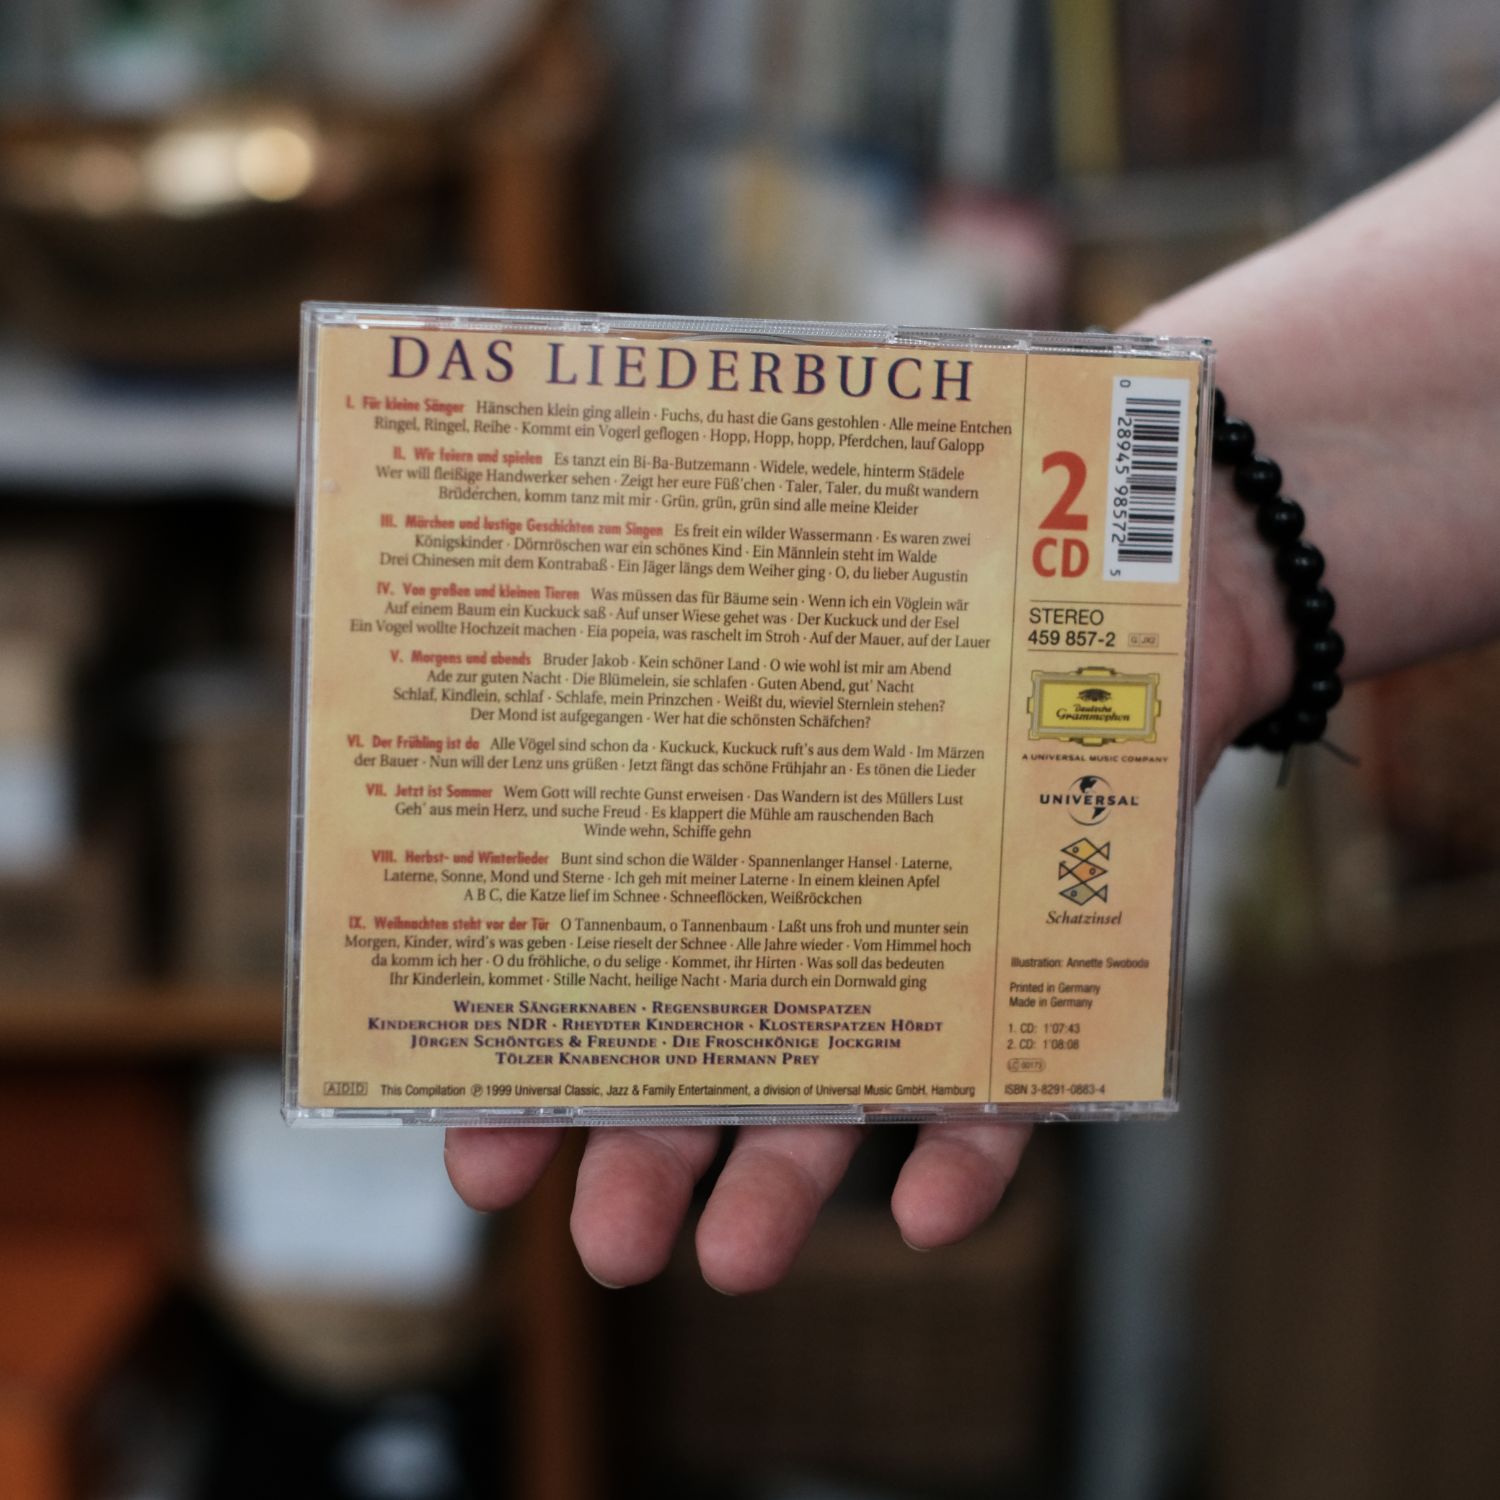 DAS LIEDERBUCH
I. Für kleine Sänger Hänschen klein ging allein · Fuchs, du hast die Gans gestohlen · Alle meine Entchen
Ringel, Ringel, Reihe · Kommt ein Vogerl geflogen · Hopp, Hopp, hopp, Pferdchen, lauf Galopp
II. Wir feiern und spielen Es tanzt ein Bi-Ba-Butzemann · Widele, wedele, hinterm Städele
Wer will fleißige Handwerker sehen · Zeigt her eure Füß'chen · Taler, Taler, du mußt wandern
Brüderchen, komm tanz mit mir · Grün, grün, grün sind alle meine Kleider
III. Märchen und lustige Geschichten zum Singen Es freit ein wilder Wassermann · Es waren zwei
Königskinder · Dörnröschen war ein schönes Kind · Ein Männlein steht im Walde
Drei Chinesen mit dem Kontrabaß · Ein Jäger längs dem Weiher ging · O, du lieber Augustin
IV. Von großen und kleinen Tieren Was müssen das für Bäume sein · Wenn ich ein Vöglein wär
Auf einem Baum ein Kuckuck saß · Auf unser Wiese gehet was · Der Kuckuck und der Esel
Ein Vogel wollte Hochzeit machen · Eia popeia, was raschelt im Stroh · Auf der Mauer, auf der Lauer
V. Morgens und abends Bruder Jakob · Kein schöner Land · O wie wohl ist mir am Abend
Ade zur guten Nacht · Die Blümelein, sie schlafen · Guten Abend, gut' Nacht
Schlaf, Kindlein, schlaf · Schlafe, mein Prinzchen · Weißt du, wieviel Sternlein stehen?
Der Mond ist aufgegangen · Wer hat die schönsten Schäfchen?
VI. Der Frühling ist da Alle Vögel sind schon da · Kuckuck, Kuckuck ruft's aus dem Wald · Im Märzen
der Bauer · Nun will der Lenz uns grüßen · Jetzt fängt das schöne Frühjahr an · Es tönen die Lieder
VII. Jetzt ist Sommer Wem Gott will rechte Gunst erweisen · Das Wandern ist des Müllers Lust
Geh' aus mein Herz, und suche Freud · Es klappert die Mühle am rauschenden Bach
Winde wehn, Schiffe gehn
VIII. Herbst- und Winterlieder Bunt sind schon die Wälder · Spannenlanger Hansel · Laterne,
Laterne, Sonne, Mond und Sterne · Ich geh mit meiner Laterne · In einem kleinen Apfel
A B C, die Katze lief im Schnee · Schneeflöcken, Weißröckchen
IX. Weihnachten steht vor der Tür O Tannenbaum, o Tannenbaum · Laßt uns froh und munter sein
Morgen, Kinder, wird's was geben · Leise rieselt der Schnee · Alle Jahre wieder · Vom Himmel hoch
da komm ich her · O du fröhliche, o du selige · Kommet, ihr Hirten · Was soll das bedeuten
Ihr Kinderlein, kommet · Stille Nacht, heilige Nacht · Maria durch ein Dornwald ging
WIENER SÄNGERKNABEN · REGENSBURGER DOMSPATZEN
KINDERCHOR DES NDR · RHEYDTER KINDERCHOR · KLOSTERSPATZEN HÖRDT
JÜRGEN SCHÖNTGES & FREUNDE · DIE FROSCHKÖNIGE JOCKGRIM
TÖLZER KNABENCHOR UND HERMANN PREY
ADD This Compilation ℗ 1999 Universal Classic, Jazz & Family Entertainment, a division of Universal Music GmbH, Hamburg
0 28945 98572 5
2
CD
STEREO
459 857-2
Deutsche
Grammophon
A UNIVERSAL MUSIC COMPANY
UNIVERSAL
Schatzinsel
Illustration: Annette Swoboda
Printed in Germany
Made in Germany
1. CD: 1'07:43
2. CD: 1'08:08
LC 00173
ISBN 3-8291-0883-4